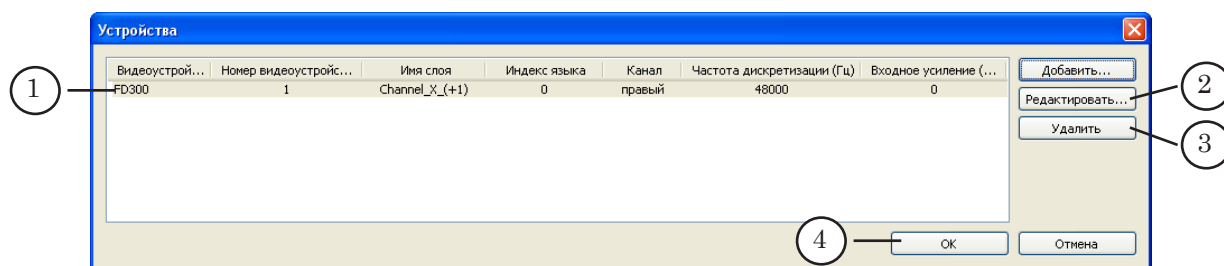 Устройства
Видеоустрой... Номер видеоустройс... Имя слоя Индекс языка Канал Частота дискретизации (Гц) Входное усиление (... Добавить...
1 FD300 1 Channel_X_(+1) 0 правый 48000 0 Редактировать... 2
Удалить 3
4 ОК Отмена